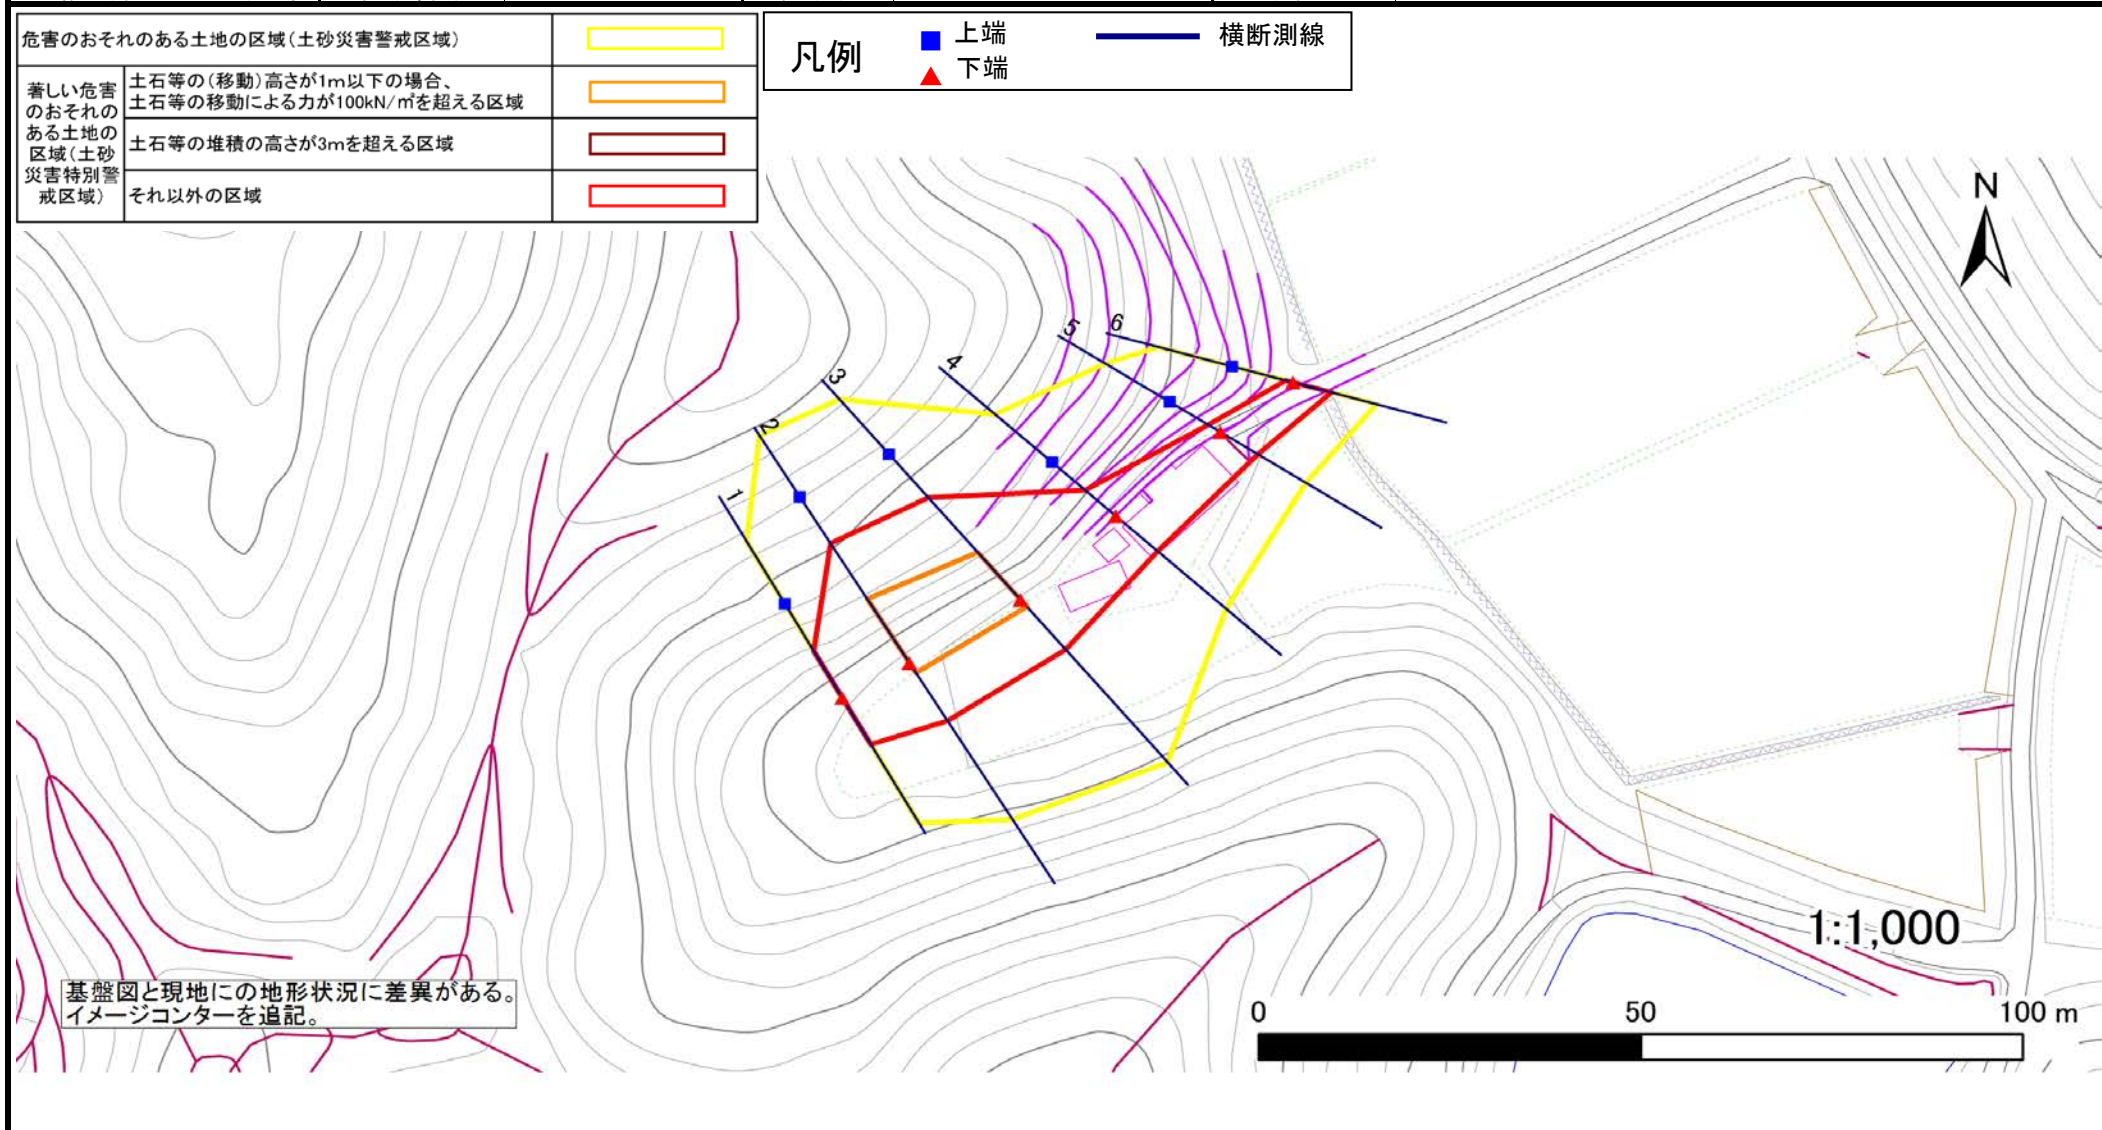 危害のおそれのある土地の区域(土砂災害警戒区域)
著しい危害
のおそれの
ある土地の
区域(土砂
災害特別警
戒区域)
土石等の(移動)高さが1m以下の場合、
土石等の移動による力が100kN/㎡を超える区域
土石等の堆積の高さが3mを超える区域
それ以外の区域
凡例
上端
下端
横断測線
N
1
2
3
4
5
6
基盤図と現地にの地形状況に差異がある。
イメージコンターを追記。
1:1,000
0 50 100 m